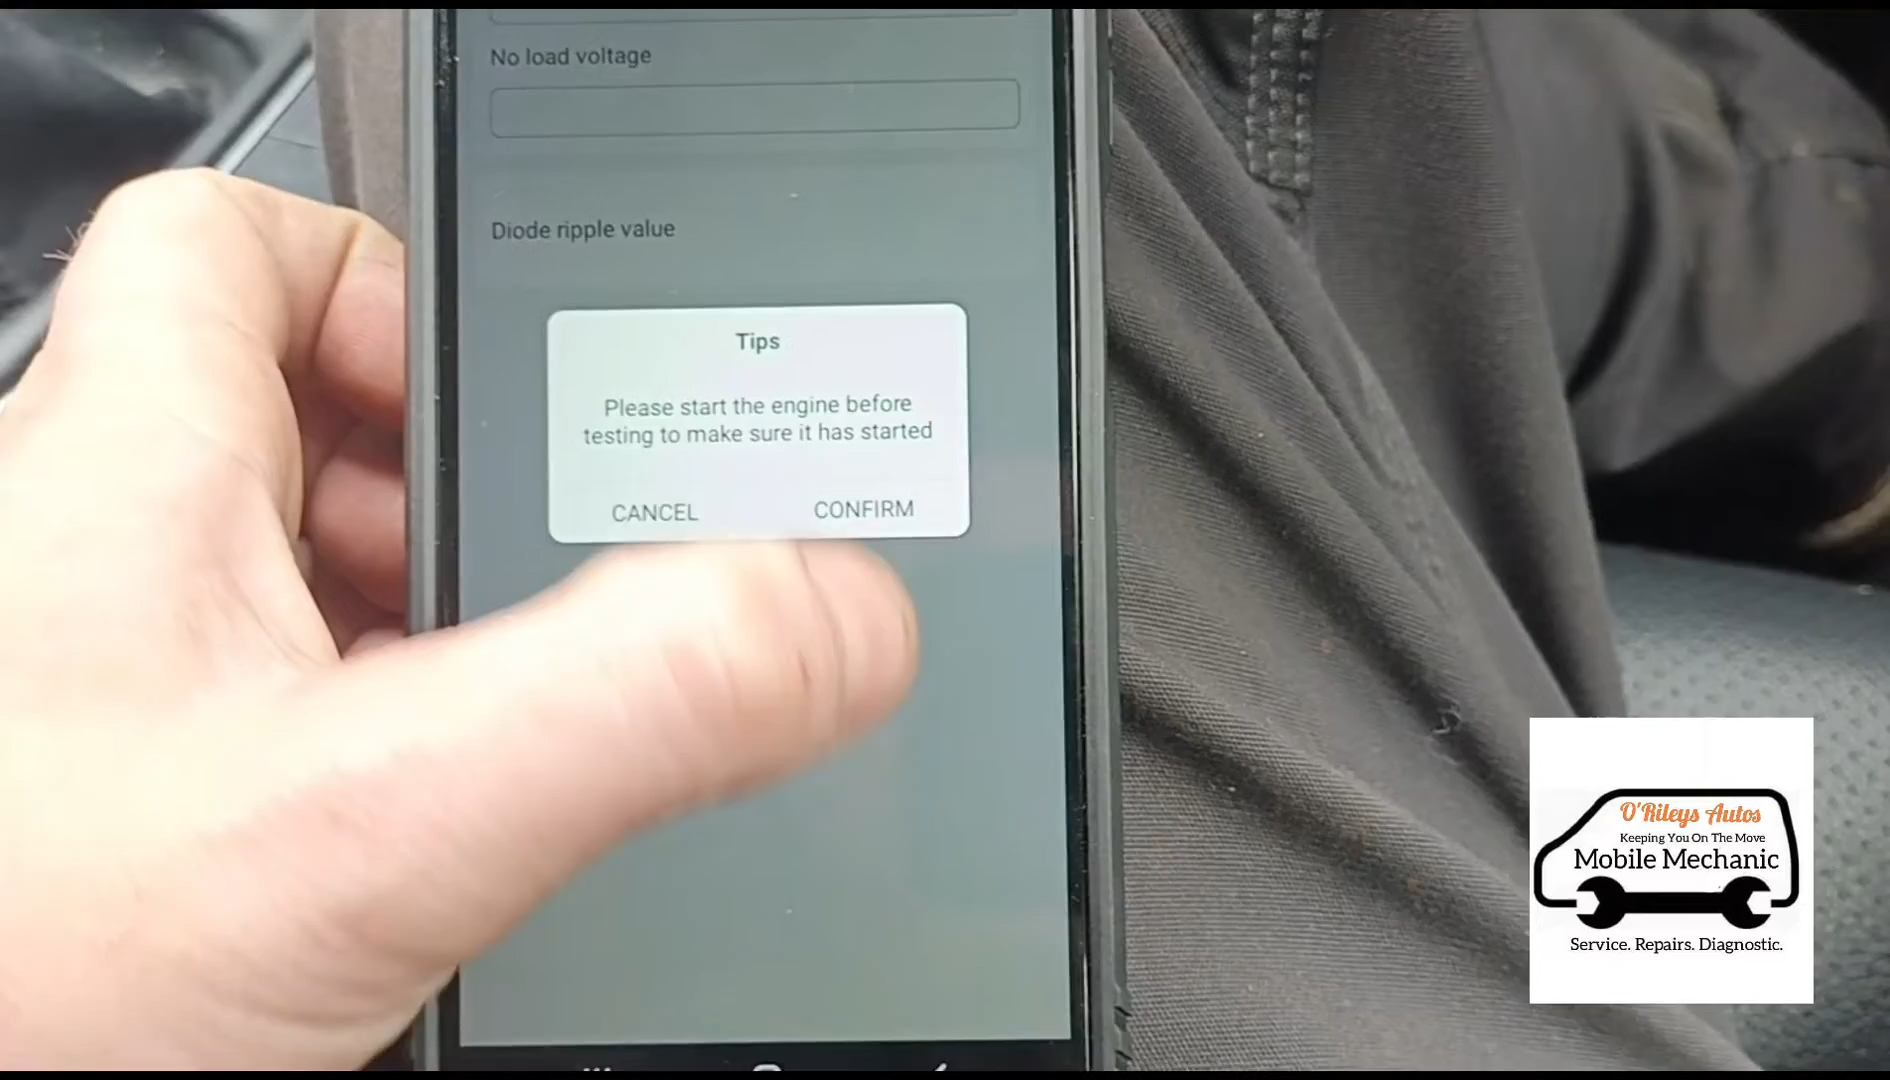 No load voltage
Diode ripple value
Tips
Please start the engine before
testing to make sure it has started
CANCEL
CONFIRM
O'Rileys Autos
Keeping You On The Move
Mobile Mechanic
Service. Repairs. Diagnostic.